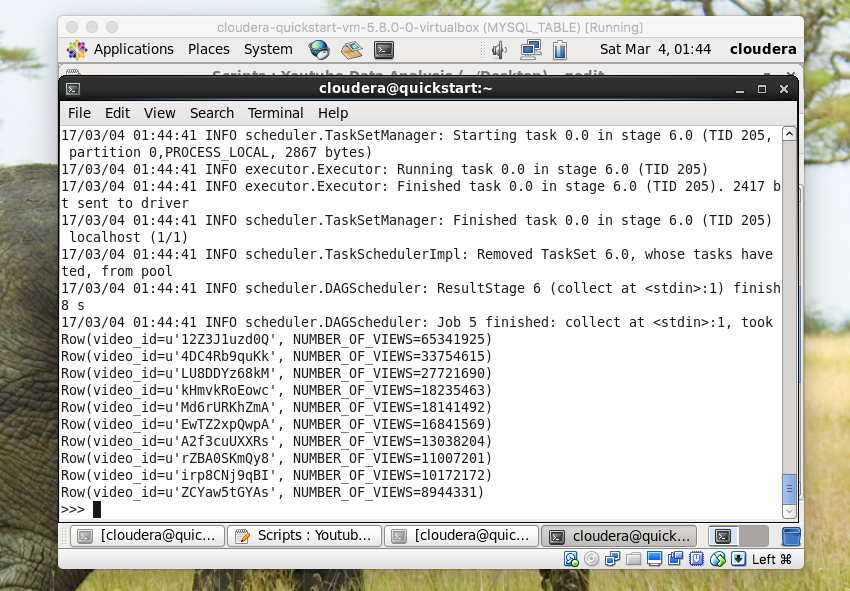 cloudera-quickstart-vm-5.8.0-0-virtualbox (MYSQL_TABLE) [Running]
Applications Places System Sat Mar 4, 01:44 cloudera
Scripts : Youtube Data Analysis (~/Desktop) - gedit
cloudera@quickstart:~
File Edit View Search Terminal Help
17/03/04 01:44:41 INFO scheduler.TaskSetManager: Starting task 0.0 in stage 6.0 (TID 205,
partition 0,PROCESS_LOCAL, 2867 bytes)
17/03/04 01:44:41 INFO executor.Executor: Running task 0.0 in stage 6.0 (TID 205)
17/03/04 01:44:41 INFO executor.Executor: Finished task 0.0 in stage 6.0 (TID 205). 2417 b
t sent to driver
17/03/04 01:44:41 INFO scheduler.TaskSetManager: Finished task 0.0 in stage 6.0 (TID 205)
localhost (1/1)
17/03/04 01:44:41 INFO scheduler.TaskSchedulerImpl: Removed TaskSet 6.0, whose tasks have
ted, from pool
17/03/04 01:44:41 INFO scheduler.DAGScheduler: ResultStage 6 (collect at <stdin>:1) finish
8 s
17/03/04 01:44:41 INFO scheduler.DAGScheduler: Job 5 finished: collect at <stdin>:1, took
Row(video_id=u'12Z3J1uzd0Q', NUMBER_OF_VIEWS=65341925)
Row(video_id=u'4DC4Rb9quKk', NUMBER_OF_VIEWS=33754615)
Row(video_id=u'LU8DDYz68kM', NUMBER_OF_VIEWS=27721690)
Row(video_id=u'kHmvkRoEowc', NUMBER_OF_VIEWS=18235463)
Row(video_id=u'Md6rURKhZmA', NUMBER_OF_VIEWS=18141492)
Row(video_id=u'EwTZ2xpQwpA', NUMBER_OF_VIEWS=16841569)
Row(video_id=u'A2f3cuUXXRs', NUMBER_OF_VIEWS=13038204)
Row(video_id=u'rZBA0SKmQy8', NUMBER_OF_VIEWS=11007201)
Row(video_id=u'irp8CNj9qBI', NUMBER_OF_VIEWS=10172172)
Row(video_id=u'ZCYaw5tGYAs', NUMBER_OF_VIEWS=8944331)
>>>
[cloudera@quic... Scripts : Youtub... [cloudera@quic... cloudera@quick...
Left ⌘